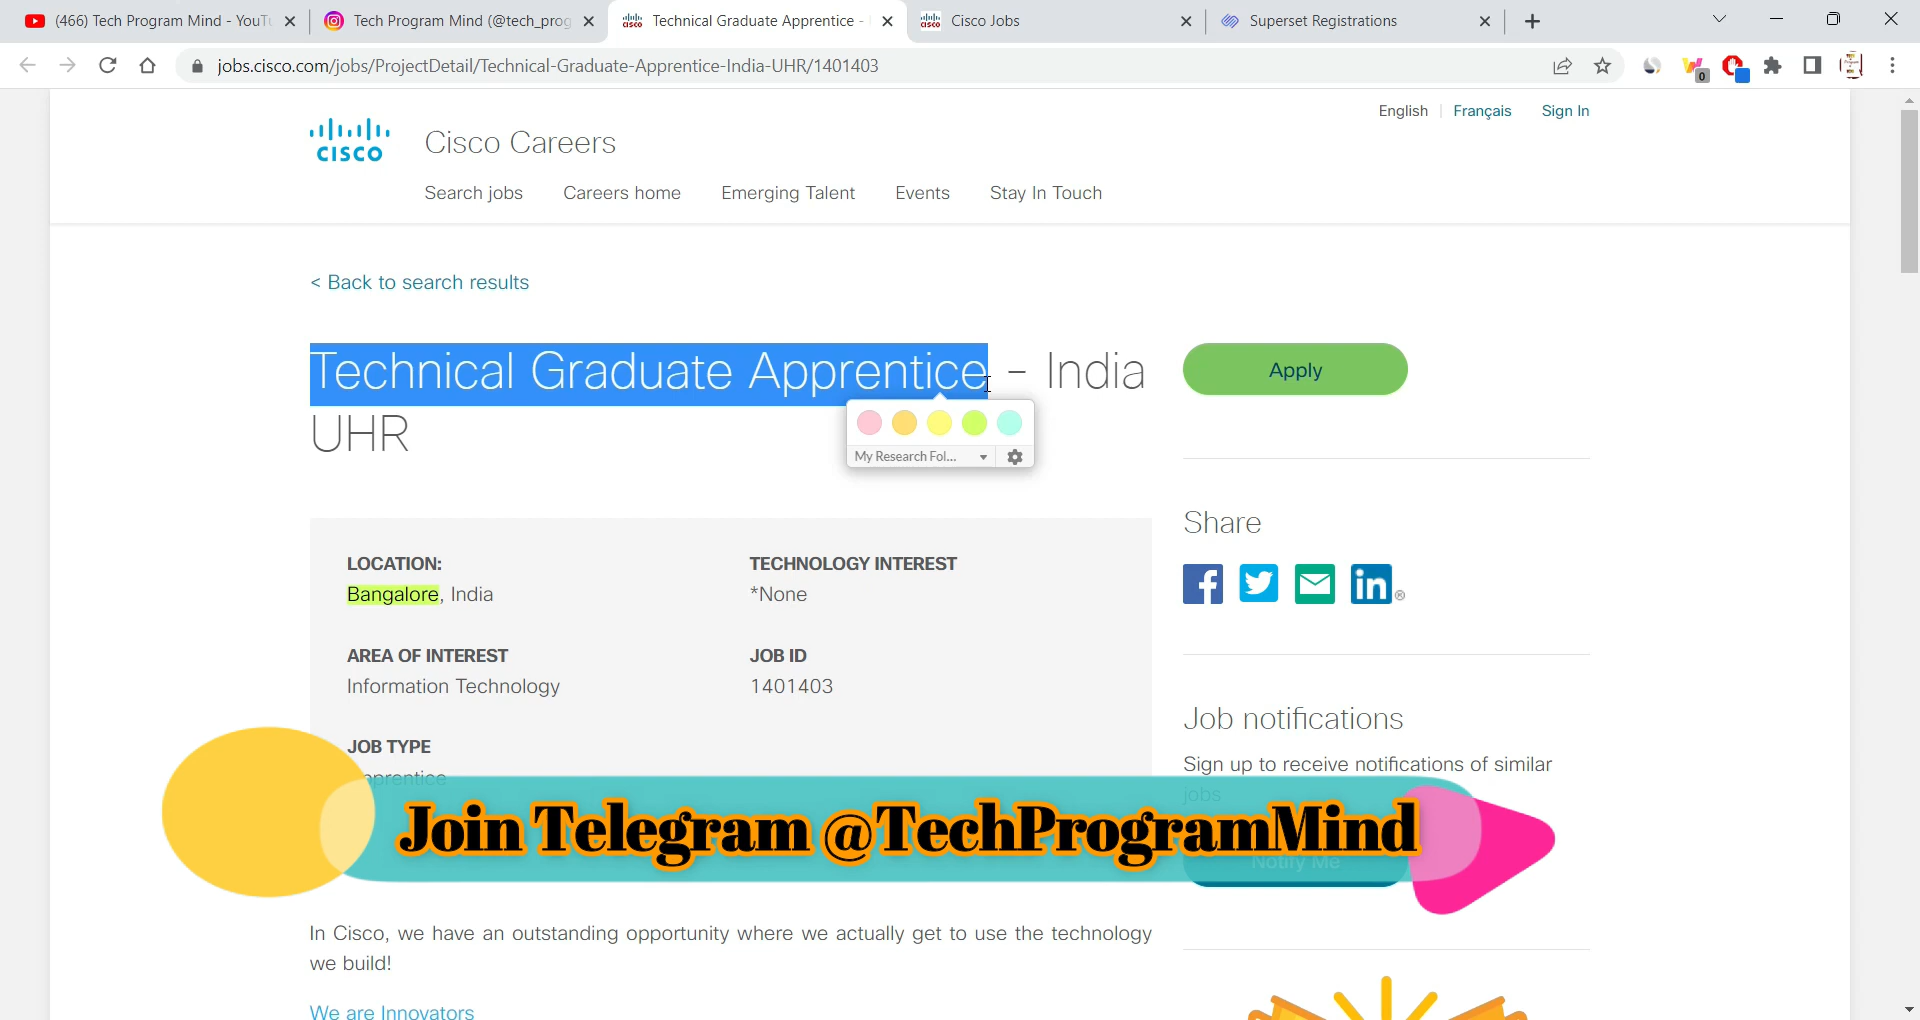 (466) Tech Program Mind - YouT
Tech Program Mind (@tech_prog
Technical Graduate Apprentice -
Cisco Jobs
Superset Registrations
jobs.cisco.com/jobs/ProjectDetail/Technical-Graduate-Apprentice-India-UHR/1401403
0
English
Français
Sign In
CISCO
Cisco Careers
Search jobs
Careers home
Emerging Talent
Events
Stay In Touch
< Back to search results
Technical Graduate Apprentice - India
UHR
Apply
My Research Fol...
Share
LOCATION:
Bangalore, India
TECHNOLOGY INTEREST
*None
AREA OF INTEREST
Information Technology
JOB ID
1401403
JOB TYPE
Apprentice
Job notifications
Sign up to receive notifications of similar
jobs
Notify Me
Join Telegram @TechProgramMind
In Cisco, we have an outstanding opportunity where we actually get to use the technology
we build!
We are Innovators